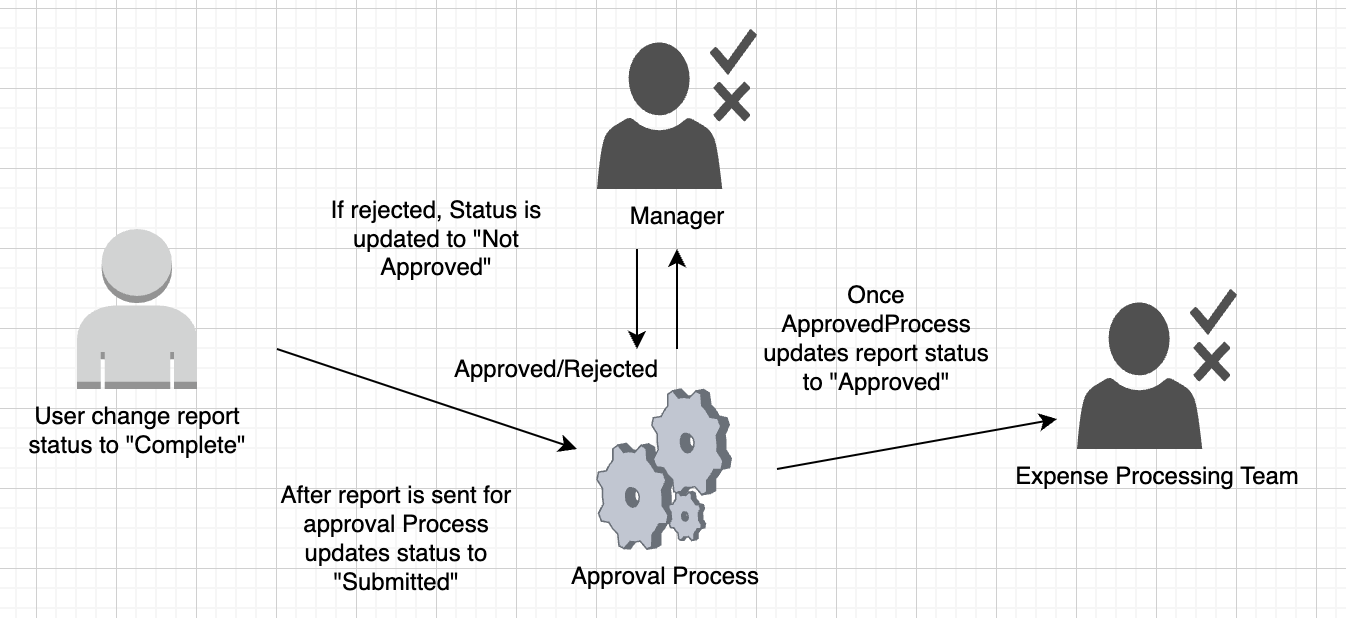 Manager
If rejected, Status is
updated to "Not
Approved"
Approved/Rejected
Once
ApprovedProcess
updates report status
to "Approved"
User change report
status to "Complete"
After report is sent for
approval Process
updates status to
"Submitted"
Approval Process
Expense Processing Team